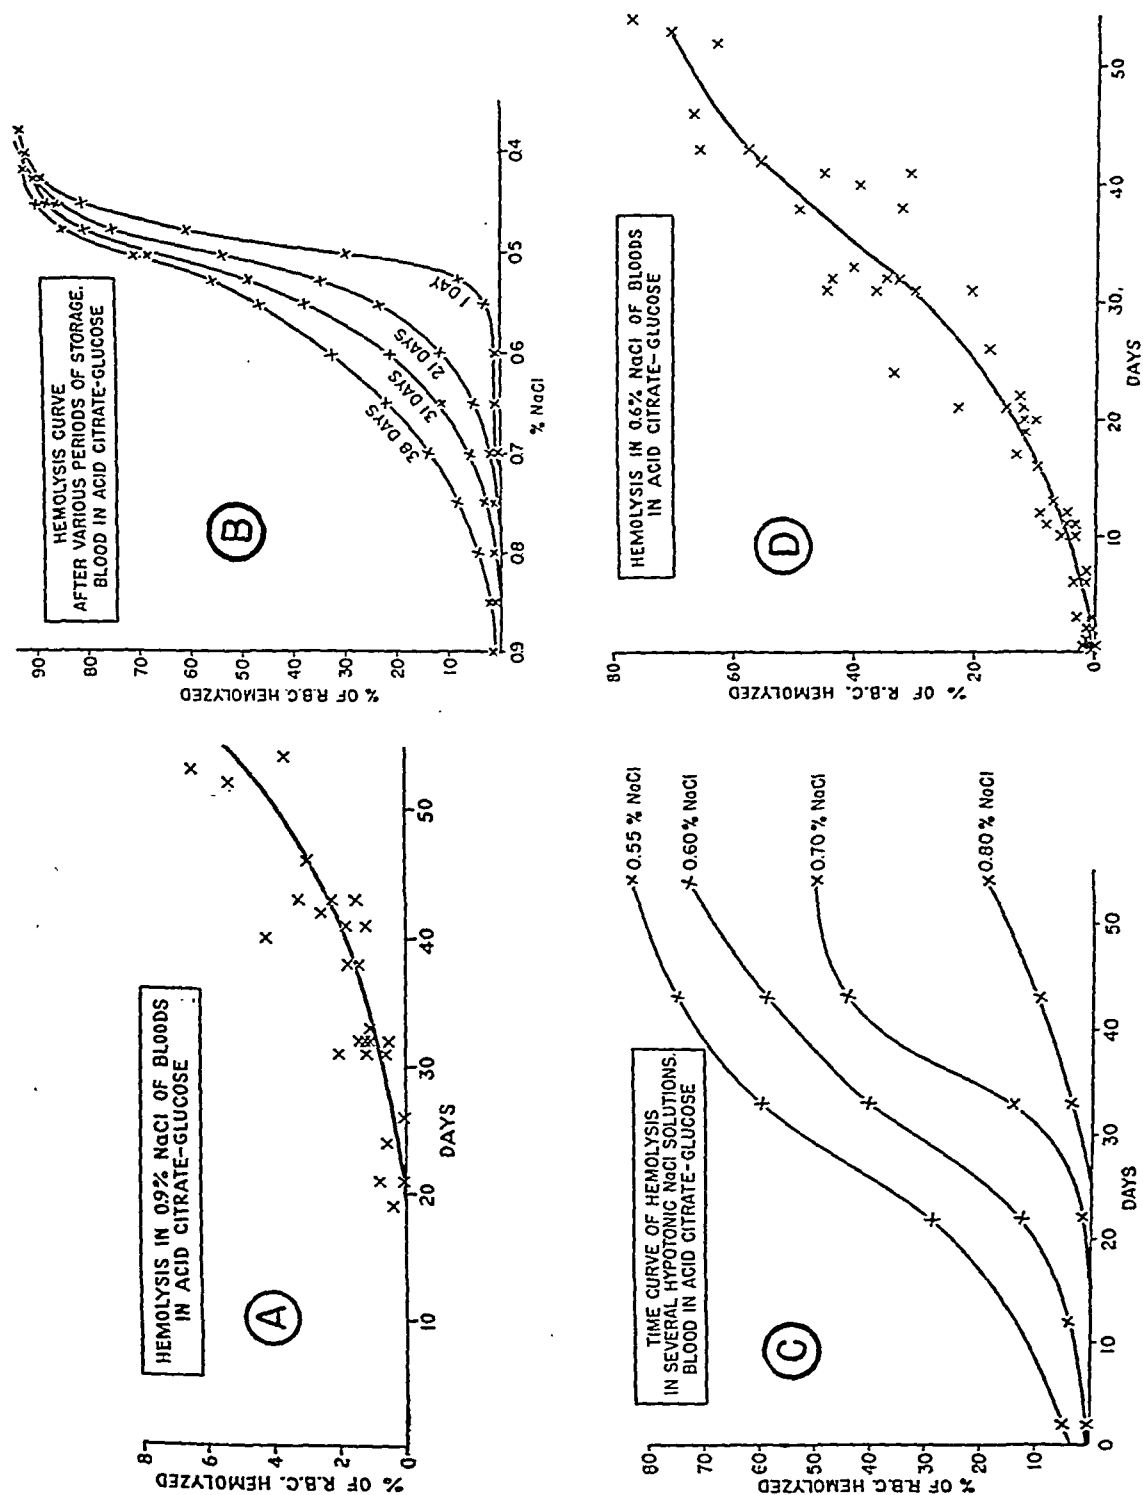 HEMOLYSIS IN 0.9% NaCl OF BLOODS
IN ACID CITRATE-GLUCOSE
A
% OF R.B.C. HEMOLYZED
8
6
4
2
0
10
20
30
40
50
DAYS
HEMOLYSIS CURVE
AFTER VARIOUS PERIODS OF STORAGE.
BLOOD IN ACID CITRATE-GLUCOSE
B
% OF R.B.C. HEMOLYZED
90
80
70
60
50
40
30
20
10
38 DAYS
31 DAYS
21 DAYS
1 DAY
0.9
0.8
0.7
0.6
0.5
0.4
% NaCl
TIME CURVE OF HEMOLYSIS
IN SEVERAL HYPOTONIC NaCl SOLUTIONS.
BLOOD IN ACID CITRATE-GLUCOSE
C
% OF R.B.C. HEMOLYZED
80
70
60
50
40
30
20
10
0.55 % NaCl
0.60 % NaCl
0.70 % NaCl
0.80 % NaCl
0
10
20
30
40
50
DAYS
HEMOLYSIS IN 0.6% NaCl OF BLOODS
IN ACID CITRATE-GLUCOSE
D
% OF R.B.C. HEMOLYZED
80
60
40
20
0
10
20
30
40
50
DAYS